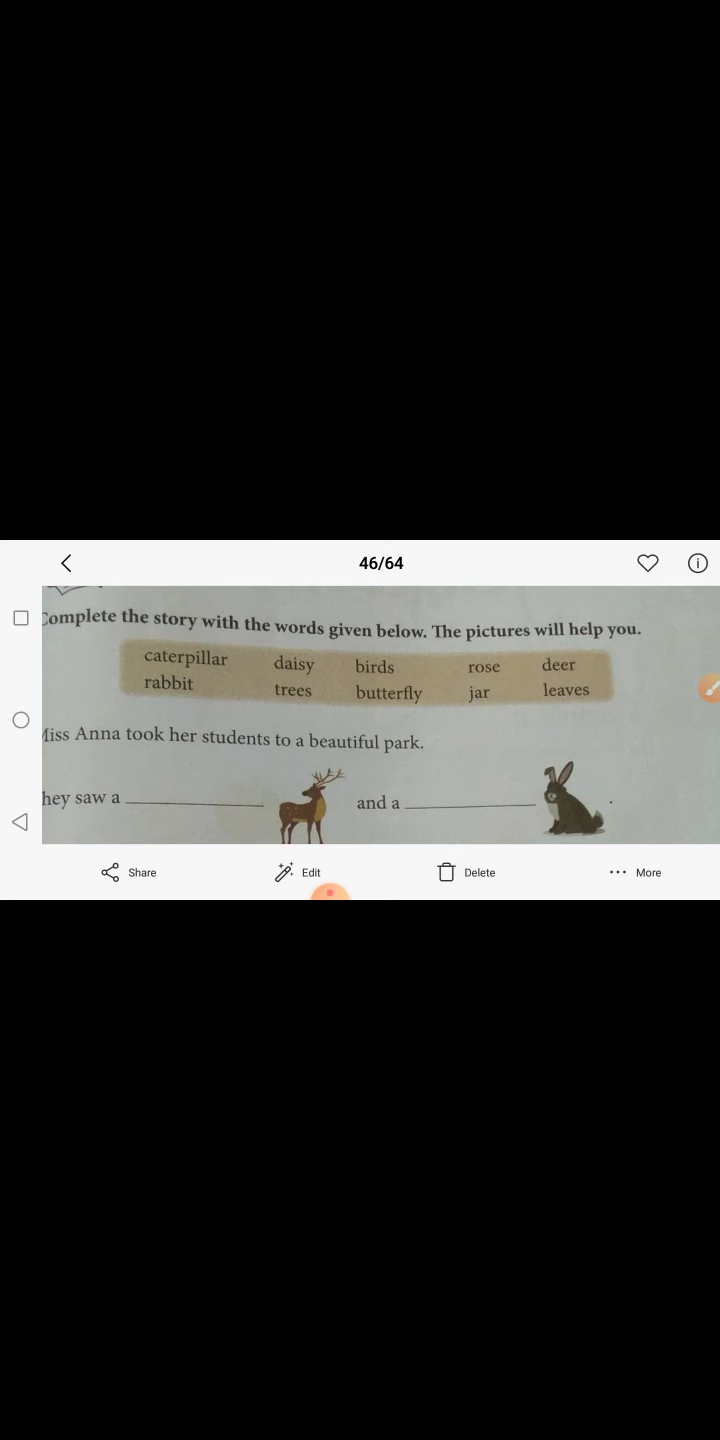 46/64
Complete the story with the words given below. The pictures will help you.
caterpillar daisy birds rose deer
rabbit trees butterfly jar leaves
Miss Anna took her students to a beautiful park.
hey saw a and a .
Share Edit Delete More